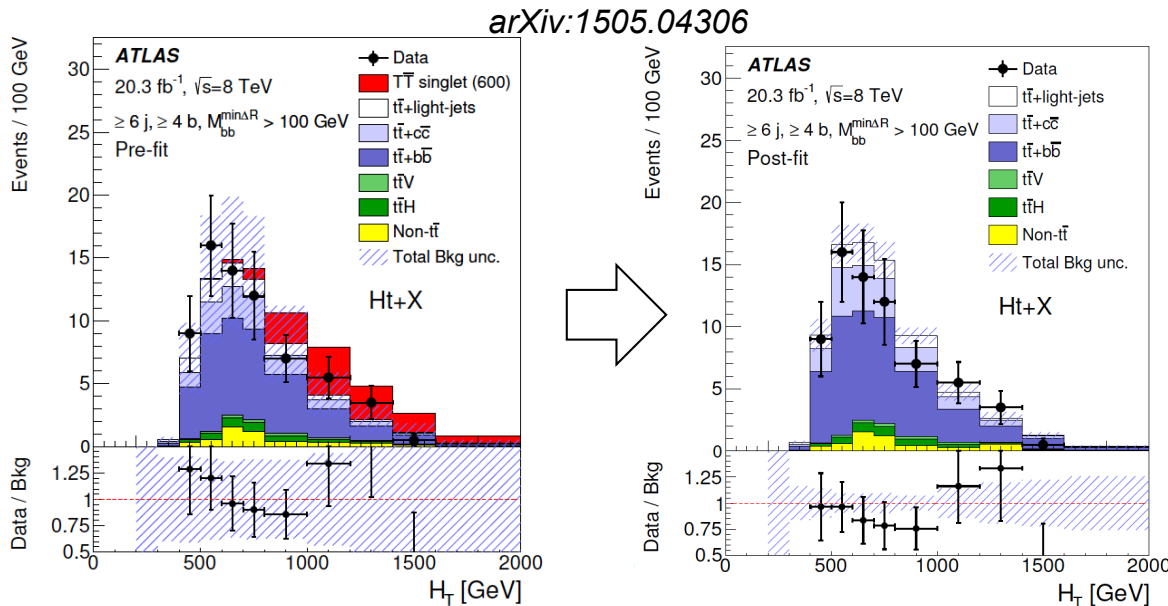 arXiv:1505.04306
Events / 100 GeV
30
25
20
15
10
5
0
ATLAS
20.3 fb⁻¹, √s=8 TeV
≥ 6 j, ≥ 4 b, M_bb^minΔR > 100 GeV
Pre-fit
Data
TT̅ singlet (600)
tt̅+light-jets
tt̅+cc̅
tt̅+bb̅
tt̅V
tt̅H
Non-tt̅
Total Bkg unc.
Ht+X
Data / Bkg
1.25
1
0.75
0.5
0 500 1000 1500 2000
H_T [GeV]
Events / 100 GeV
30
25
20
15
10
5
0
ATLAS
20.3 fb⁻¹, √s=8 TeV
≥ 6 j, ≥ 4 b, M_bb^minΔR > 100 GeV
Post-fit
Data
tt̅+light-jets
tt̅+cc̅
tt̅+bb̅
tt̅V
tt̅H
Non-tt̅
Total Bkg unc.
Ht+X
Data / Bkg
1.25
1
0.75
0.5
0 500 1000 1500 2000
H_T [GeV]